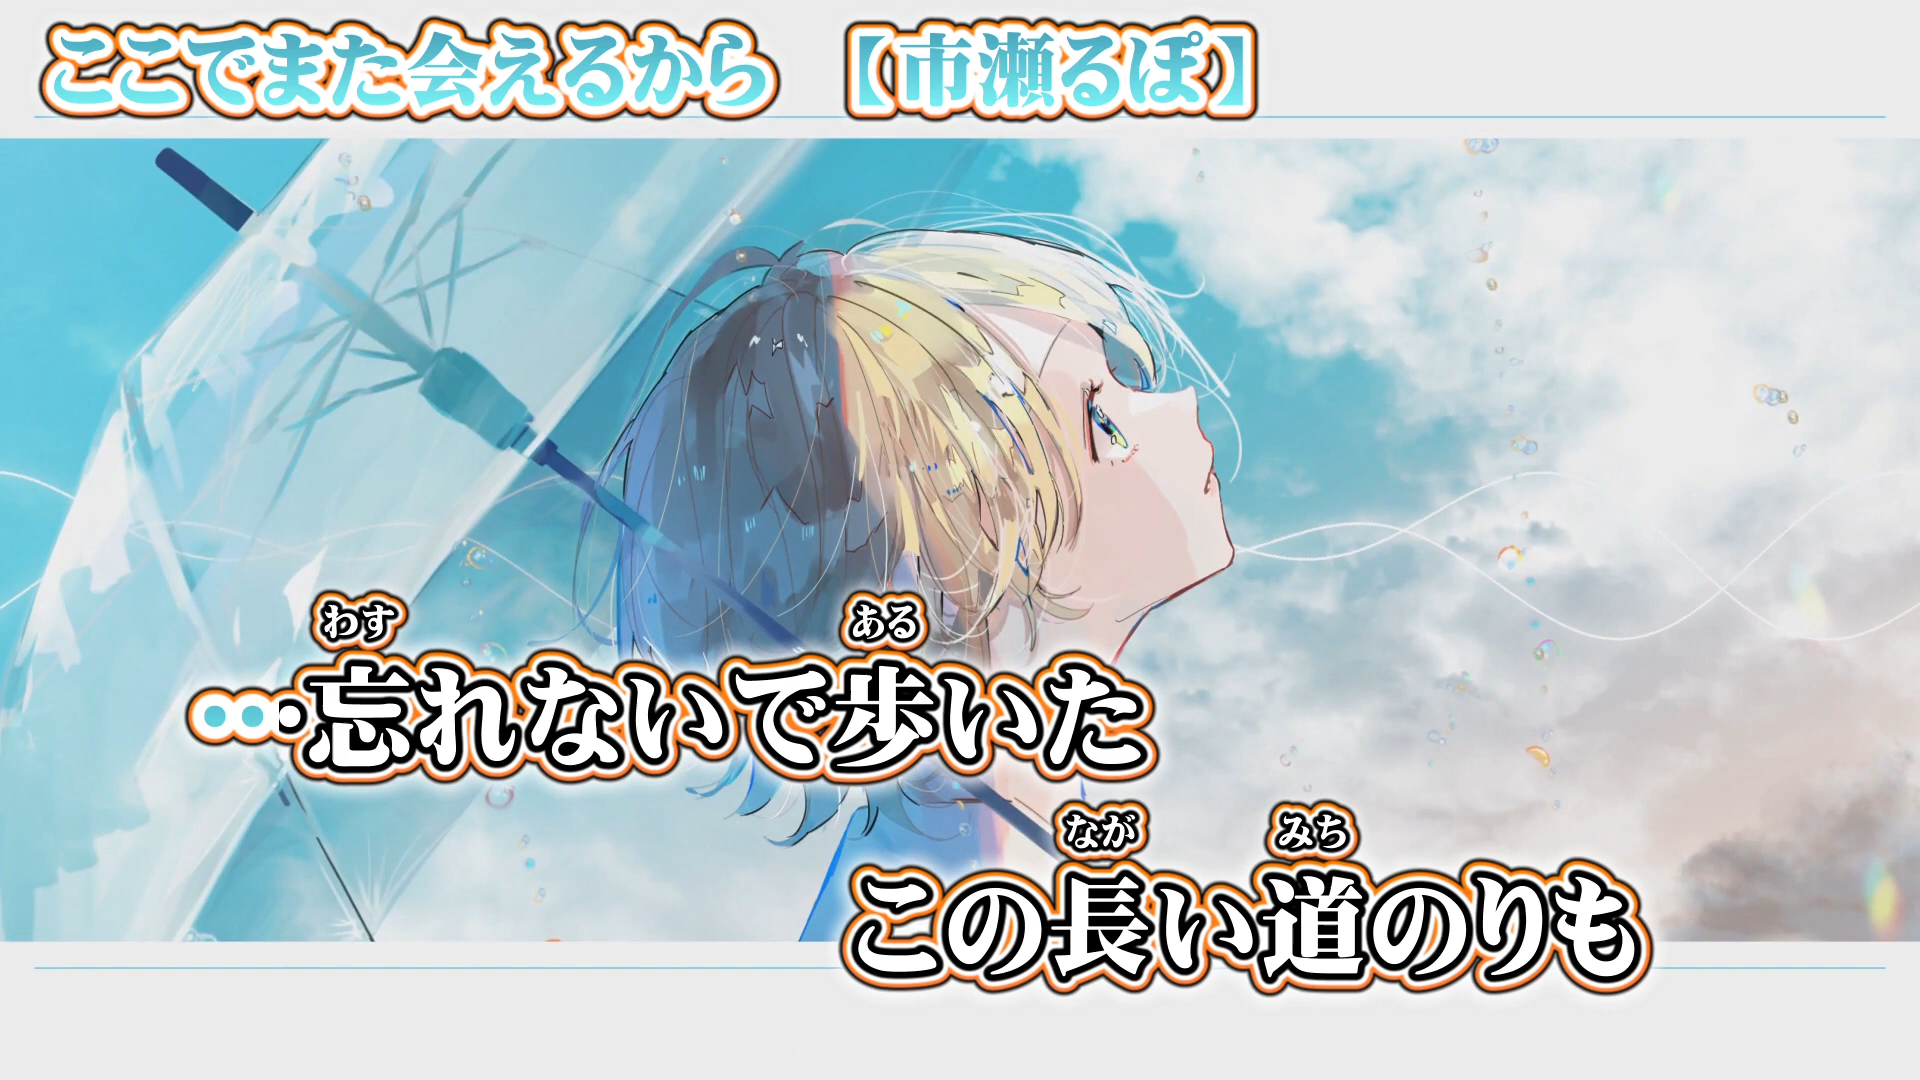 ここでまた会えるから　【市瀬るぽ】
わす ある
…忘れないで歩いた
なが みち
この長い道のりも